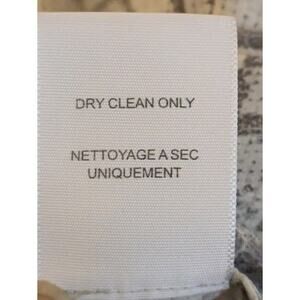 DRY CLEAN ONLY
NETTOYAGE A SEC
UNIQUEMENT